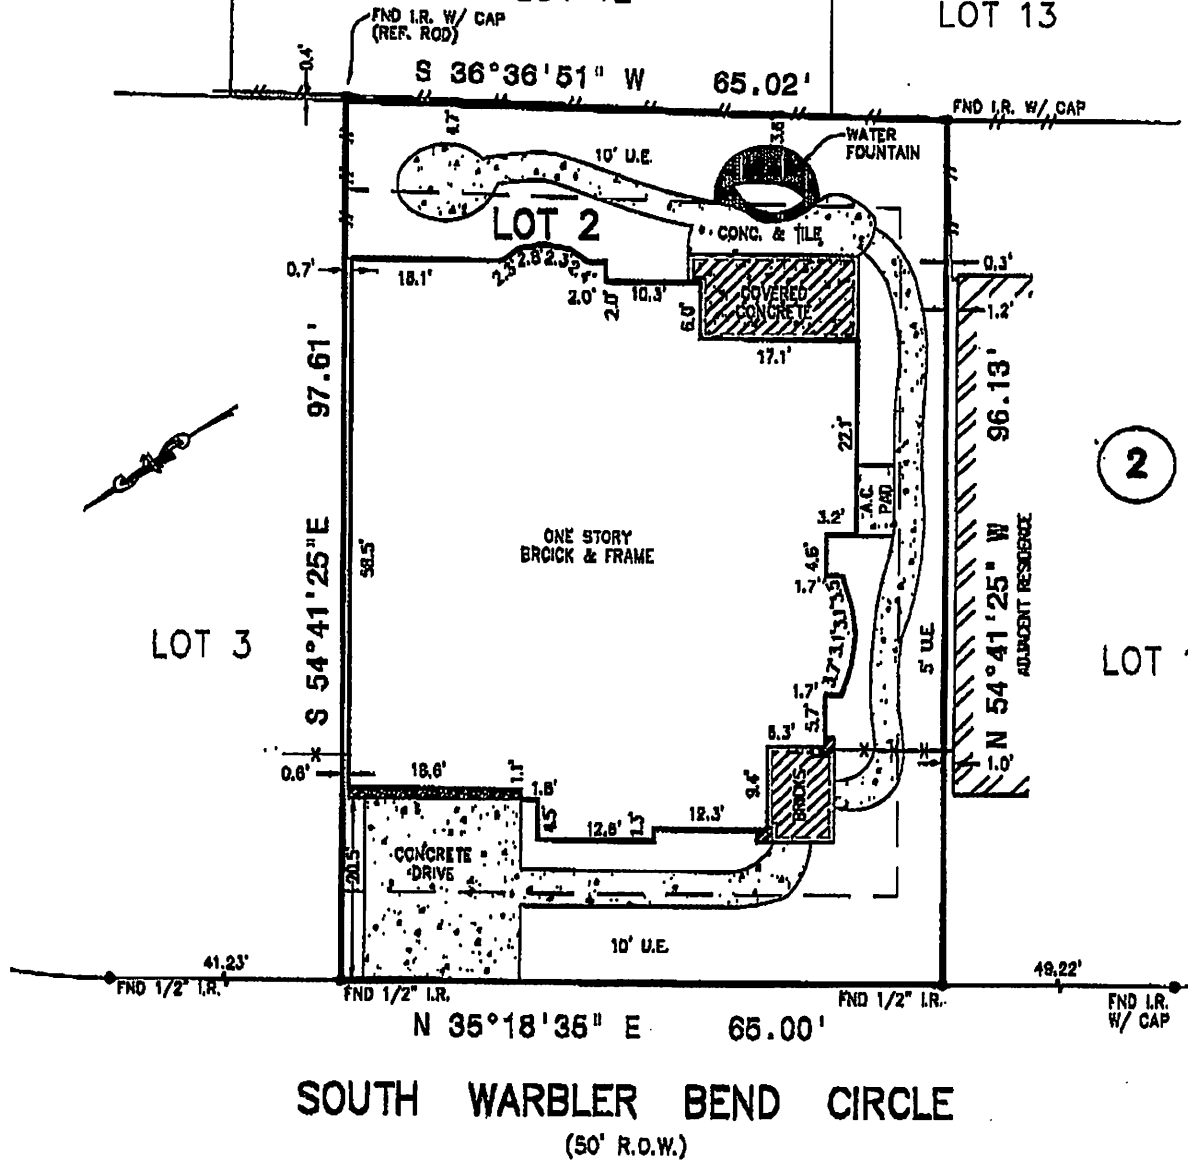 LOT 13
FND I.R. W/ CAP
(REF. ROD)
0.4'
S 36°36'51" W 65.02'
FND I.R. W/ CAP
4.7'
3.6'
WATER
FOUNTAIN
10' U.E.
LOT 2
CONC. & TILE
0.7'
18.1'
2.8'
2.3'
2.0'
2.0'
10.3'
6.0'
COVERED
CONCRETE
17.1'
0.3'
1.2'
97.61'
S 54°41'25"E
96.13'
N 54°41'25" W
22.1'
2
A.C.
PAD
3.2'
4.6'
1.7'
3.5'
3.1'
3.1'
3.7'
1.7'
5.7'
ONE STORY
BRCICK & FRAME
58.5'
ADJACENT RESIDENCE
5' U.E.
LOT 3
LOT
0.6'
18.6'
1.1'
1.8'
4.5'
12.6'
1.3'
12.3'
9.4'
BRICKS
1.0'
CONCRETE
DRIVE
20.5'
10' U.E.
41.23'
49.22'
FND 1/2" I.R.
FND 1/2" I.R.
FND 1/2" I.R.
FND I.R.
W/ CAP
N 35°18'35" E 65.00'
SOUTH WARBLER BEND CIRCLE
(50' R.O.W.)